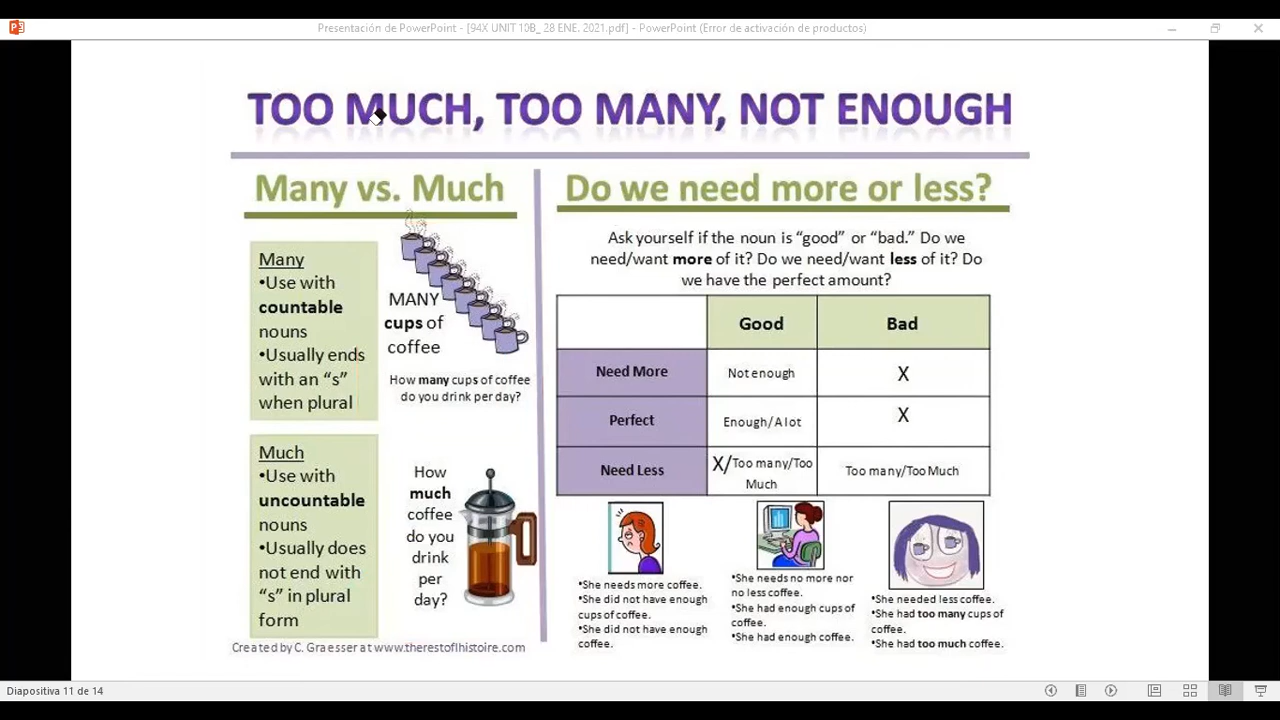 Presentación de PowerPoint - [94X UNIT 10B_ 28 ENE. 2021.pdf] - PowerPoint (Error de activación de productos)
TOO MUCH, TOO MANY, NOT ENOUGH
Many vs. Much
Many
•Use with
countable
nouns
•Usually ends
with an “s”
when plural
MANY
cups of
coffee
How many cups of coffee
do you drink per day?
Much
•Use with
uncountable
nouns
•Usually does
not end with
“s” in plural
form
How
much
coffee
do you
drink
per
day?
Created by C. Graesser at www.therestoflhistoire.com
Do we need more or less?
Ask yourself if the noun is “good” or “bad.” Do we
need/want more of it? Do we need/want less of it? Do
we have the perfect amount?
Good Bad
Need More Not enough X
Perfect Enough/A lot X
Need Less X/Too many/Too
Much Too many/Too Much
•She needs more coffee.
•She did not have enough
cups of coffee.
•She did not have enough
coffee.
•She needs no more nor
no less coffee.
•She had enough cups of
coffee.
•She had enough coffee.
•She needed less coffee.
•She had too many cups of
coffee.
•She had too much coffee.
Diapositiva 11 de 14